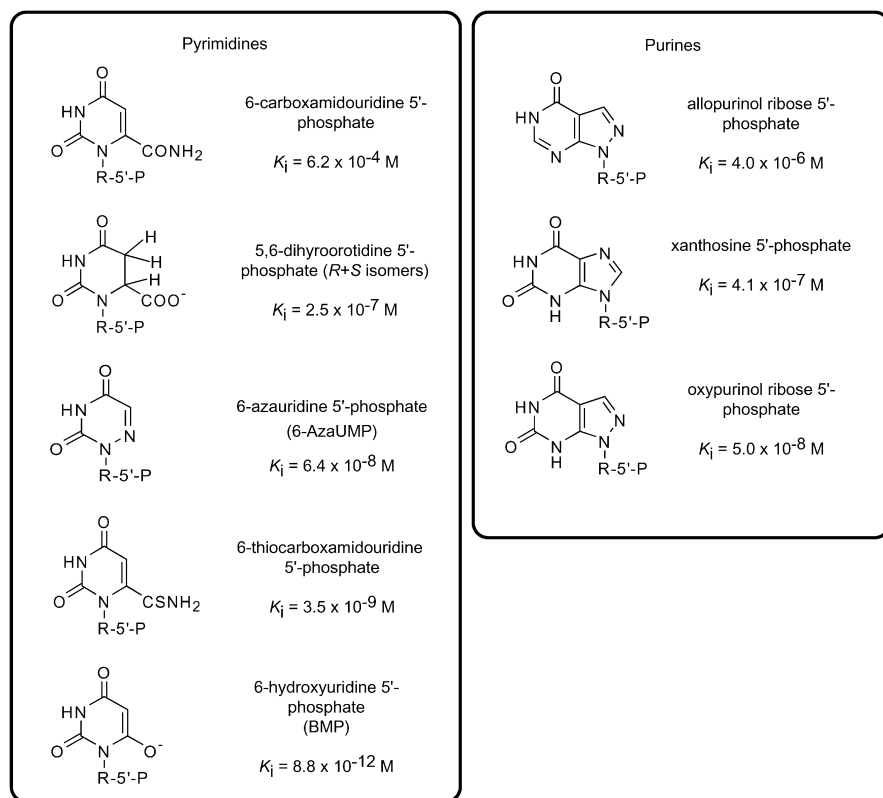 Pyrimidines
O
HN
O N CONH₂
R-5'-P
6-carboxamidouridine 5'-
phosphate
Kᵢ = 6.2 x 10⁻⁴ M
O H
HN H
H
O N COO⁻
R-5'-P
5,6-dihyroorotidine 5'-
phosphate (R+S isomers)
Kᵢ = 2.5 x 10⁻⁷ M
O
HN
O N N
R-5'-P
6-azauridine 5'-phosphate
(6-AzaUMP)
Kᵢ = 6.4 x 10⁻⁸ M
O
HN
O N CSNH₂
R-5'-P
6-thiocarboxamidouridine
5'-phosphate
Kᵢ = 3.5 x 10⁻⁹ M
O
HN
O N O⁻
R-5'-P
6-hydroxyuridine 5'-
phosphate
(BMP)
Kᵢ = 8.8 x 10⁻¹² M
Purines
O
HN N
N N
R-5'-P
allopurinol ribose 5'-
phosphate
Kᵢ = 4.0 x 10⁻⁶ M
O
HN N
O N N
H R-5'-P
xanthosine 5'-phosphate
Kᵢ = 4.1 x 10⁻⁷ M
O
HN N
O N N
H R-5'-P
oxypurinol ribose 5'-
phosphate
Kᵢ = 5.0 x 10⁻⁸ M